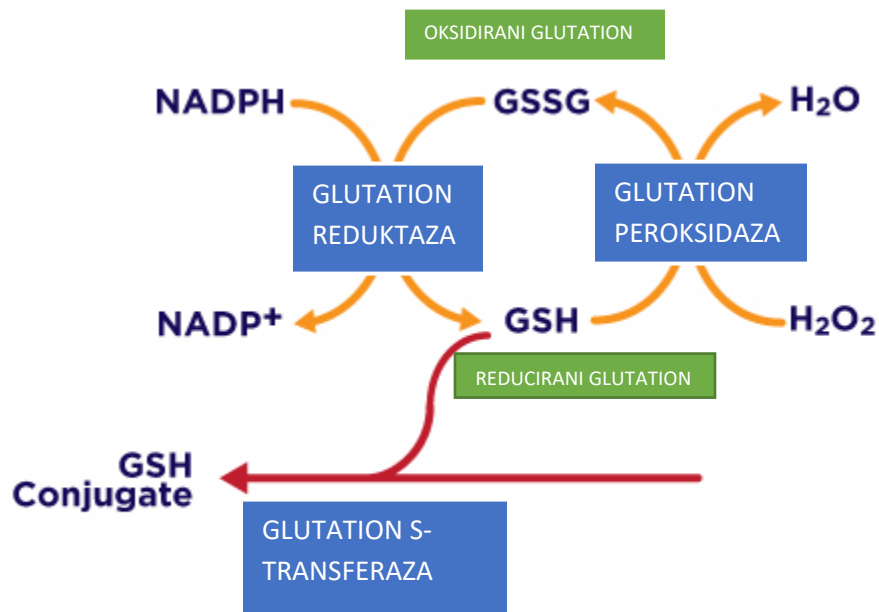 OKSIDIRANI GLUTATION
NADPH
GSSG
H₂O
GLUTATION
REDUKTAZA
GLUTATION
PEROKSIDAZA
NADP⁺
GSH
H₂O₂
REDUCIRANI GLUTATION
GSH
Conjugate
GLUTATION S-
TRANSFERAZA